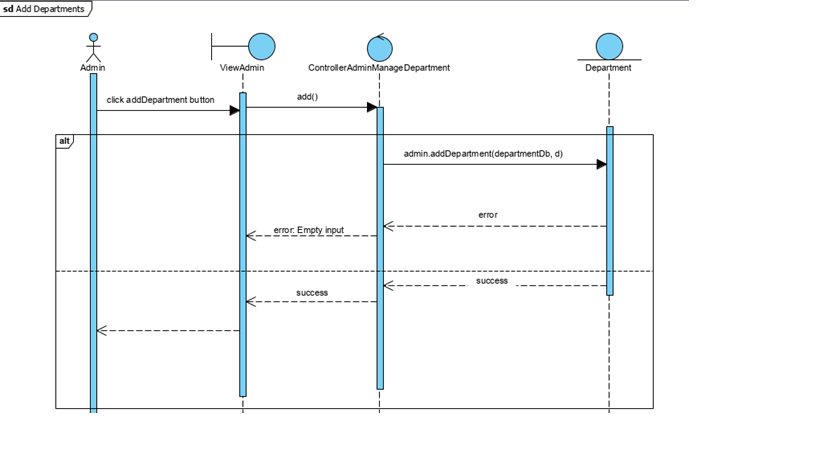 sd Add Departments
Admin
ViewAdmin
ControllerAdminManageDepartment
Department
click addDepartment button
add()
alt
admin.addDepartment(departmentDb, d)
error
error: Empty input
success
success